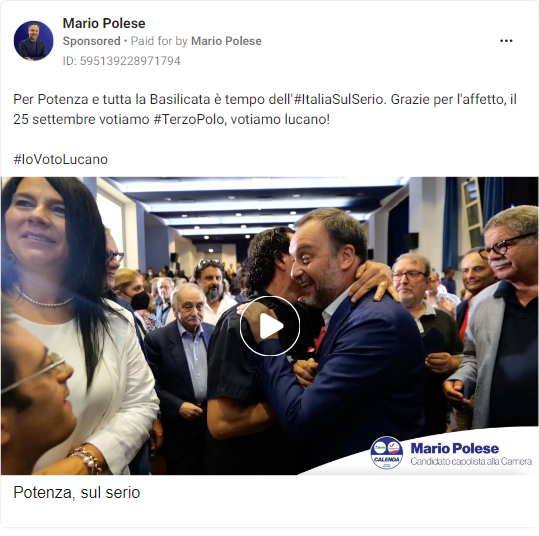 Mario Polese
Sponsored • Paid for by Mario Polese
ID: 595139228971794
Per Potenza e tutta la Basilicata è tempo dell'#ItaliaSulSerio. Grazie per l'affetto, il
25 settembre votiamo #TerzoPolo, votiamo lucano!
#IoVotoLucano
CALENDA
Mario Polese
Candidato capolista alla Camera
Potenza, sul serio